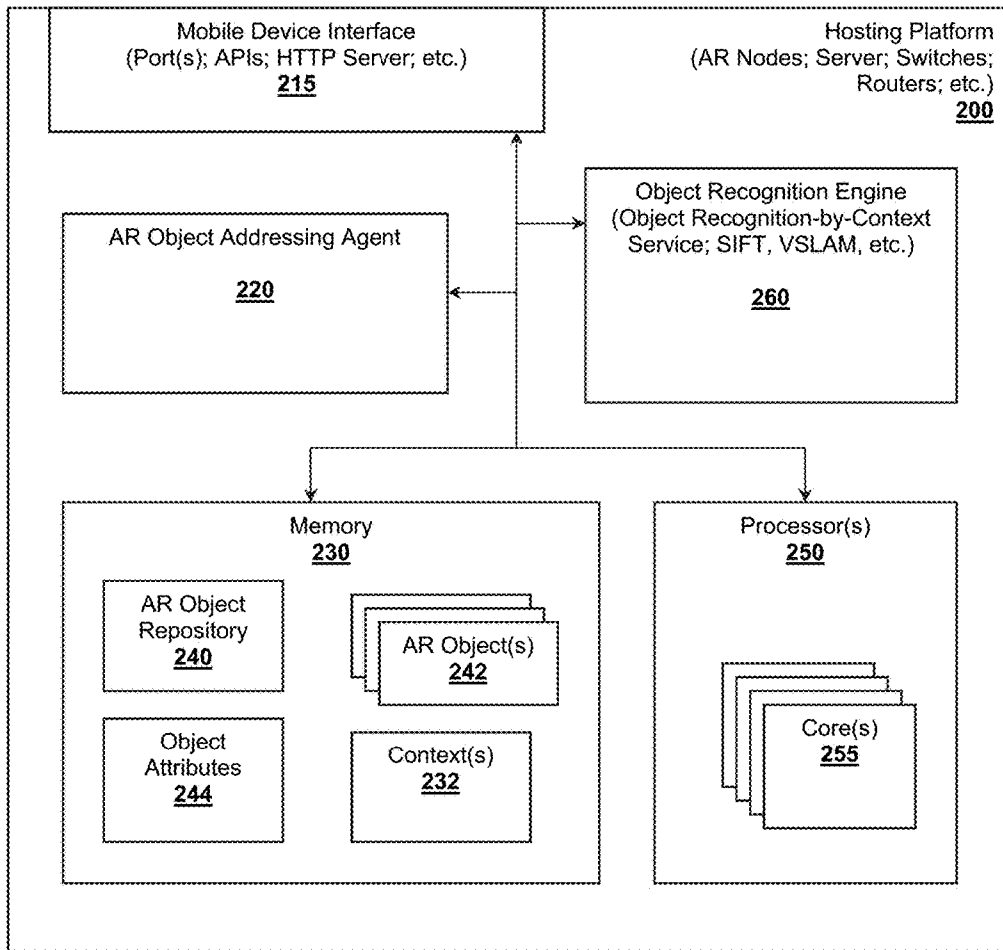 Mobile Device Interface
(Port(s); APIs; HTTP Server; etc.)
215
Hosting Platform
(AR Nodes; Server; Switches;
Routers; etc.)
200
Object Recognition Engine
(Object Recognition-by-Context
Service; SIFT, VSLAM, etc.)
260
AR Object Addressing Agent
220
Memory
230
AR Object
Repository
240
AR Object(s)
242
Object
Attributes
244
Context(s)
232
Processor(s)
250
Core(s)
255